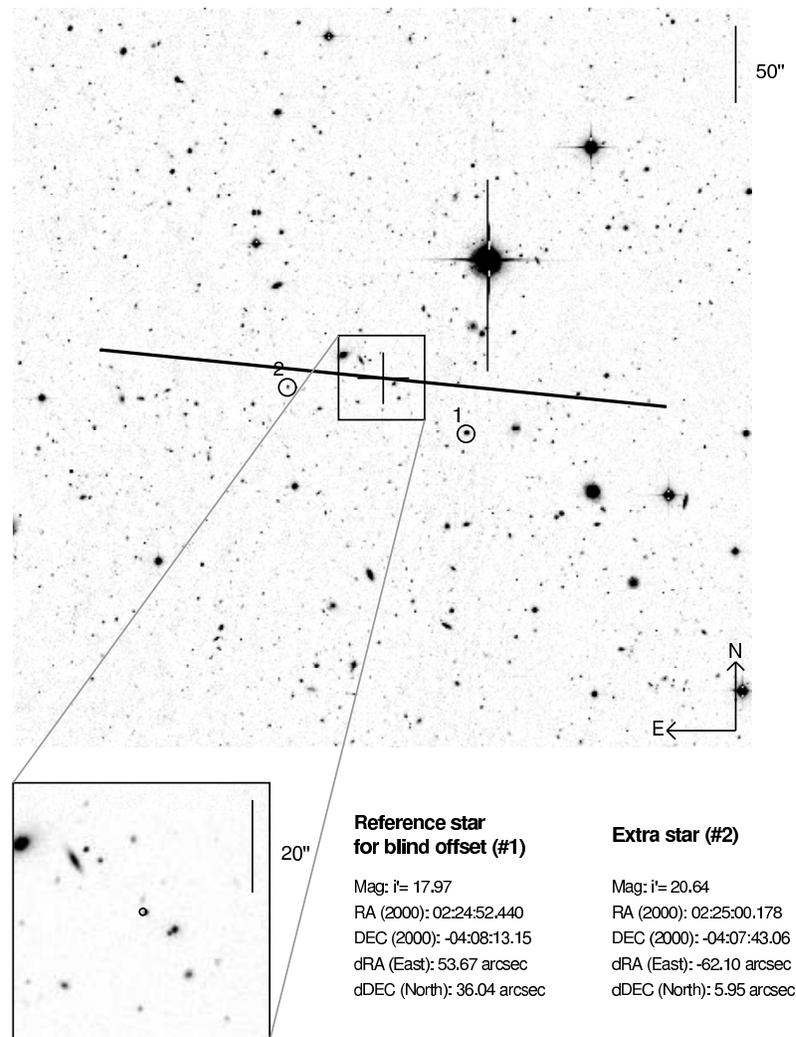 50"
2
1
N
E
20"
Reference star
for blind offset (#1)
Mag: i'= 17.97
RA (2000): 02:24:52.440
DEC (2000): -04:08:13.15
dRA (East): 53.67 arcsec
dDEC (North): 36.04 arcsec
Extra star (#2)
Mag: i'= 20.64
RA (2000): 02:25:00.178
DEC (2000): -04:07:43.06
dRA (East): -62.10 arcsec
dDEC (North): 5.95 arcsec